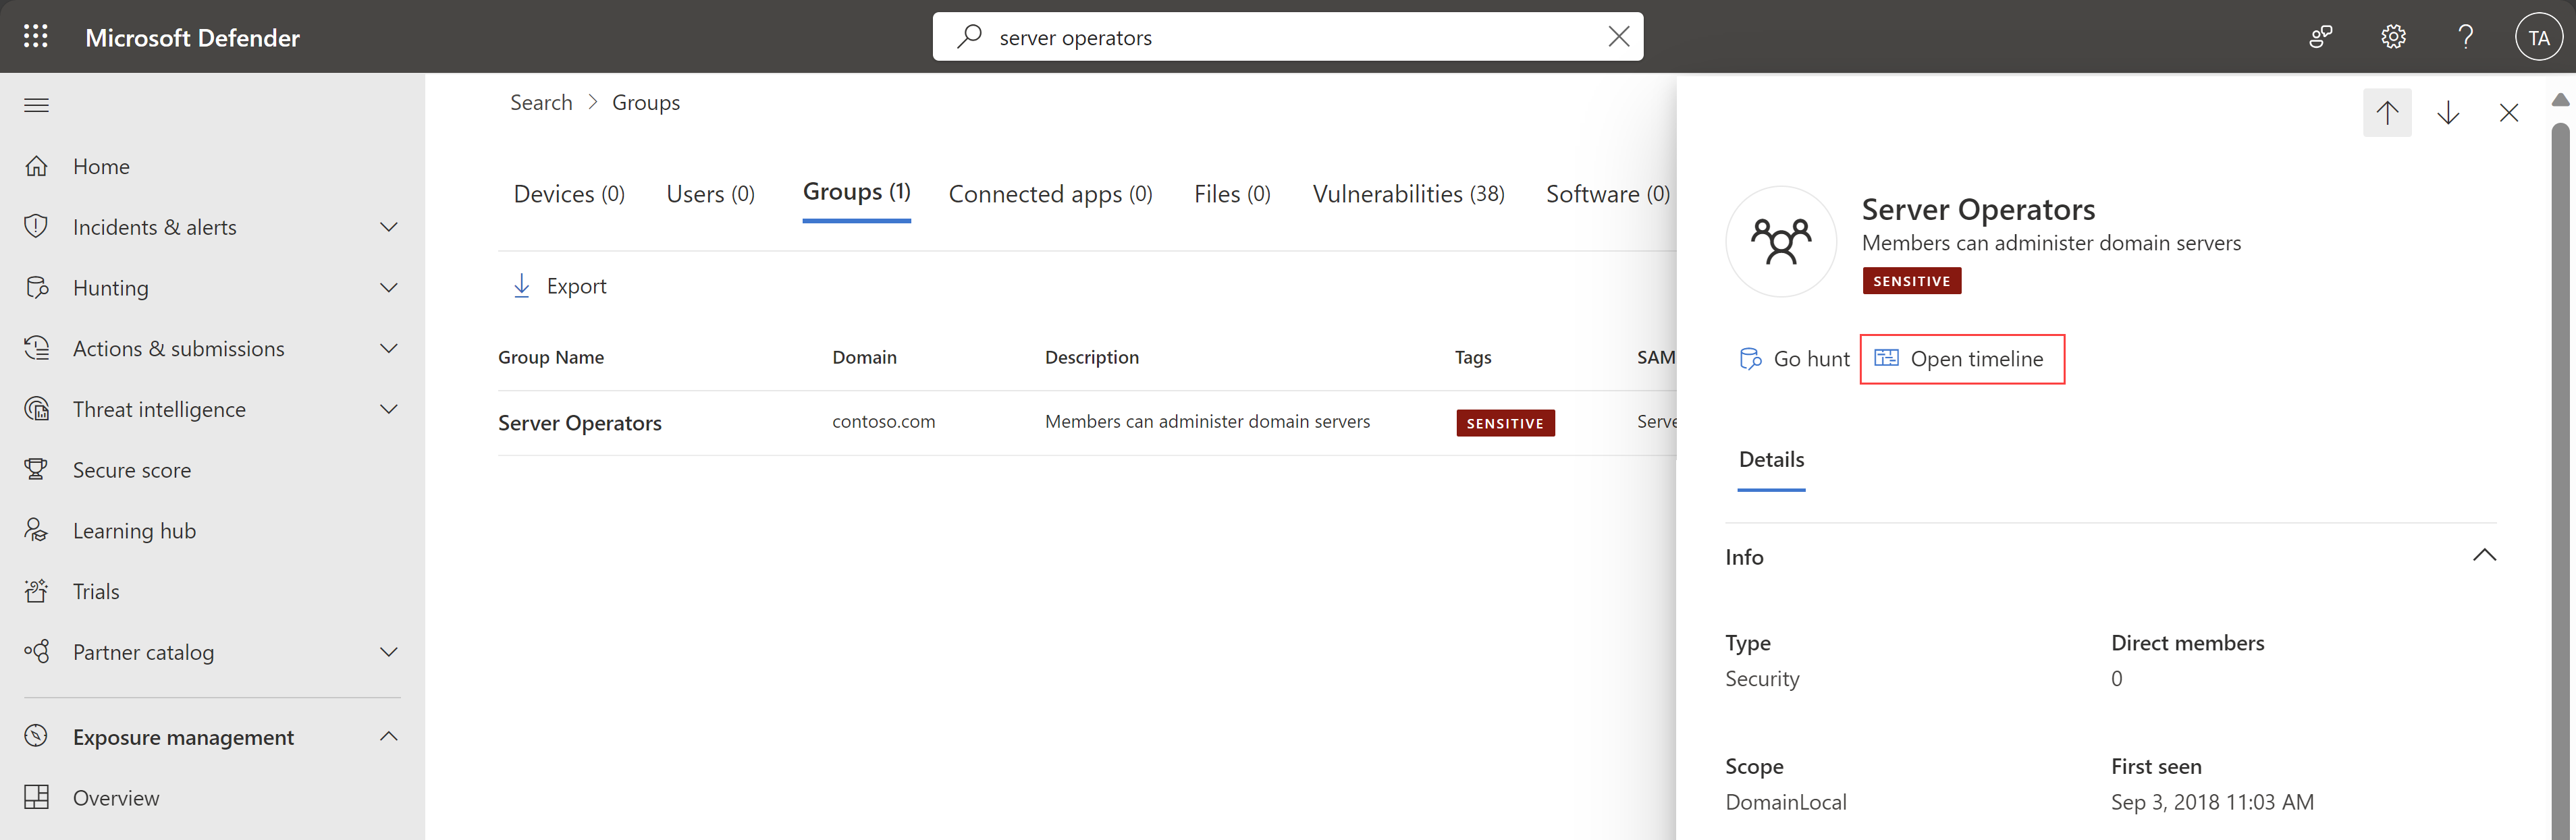 Microsoft Defender
server operators
TA
Home
Incidents & alerts
Hunting
Actions & submissions
Threat intelligence
Secure score
Learning hub
Trials
Partner catalog
Exposure management
Overview
Search > Groups
Devices (0) Users (0) Groups (1) Connected apps (0) Files (0) Vulnerabilities (38) Software (0)
Export
Group Name Domain Description Tags SAM
Server Operators contoso.com Members can administer domain servers SENSITIVE Serve
Server Operators
Members can administer domain servers
SENSITIVE
Go hunt Open timeline
Details
Info
Type Direct members
Security 0
Scope First seen
DomainLocal Sep 3, 2018 11:03 AM